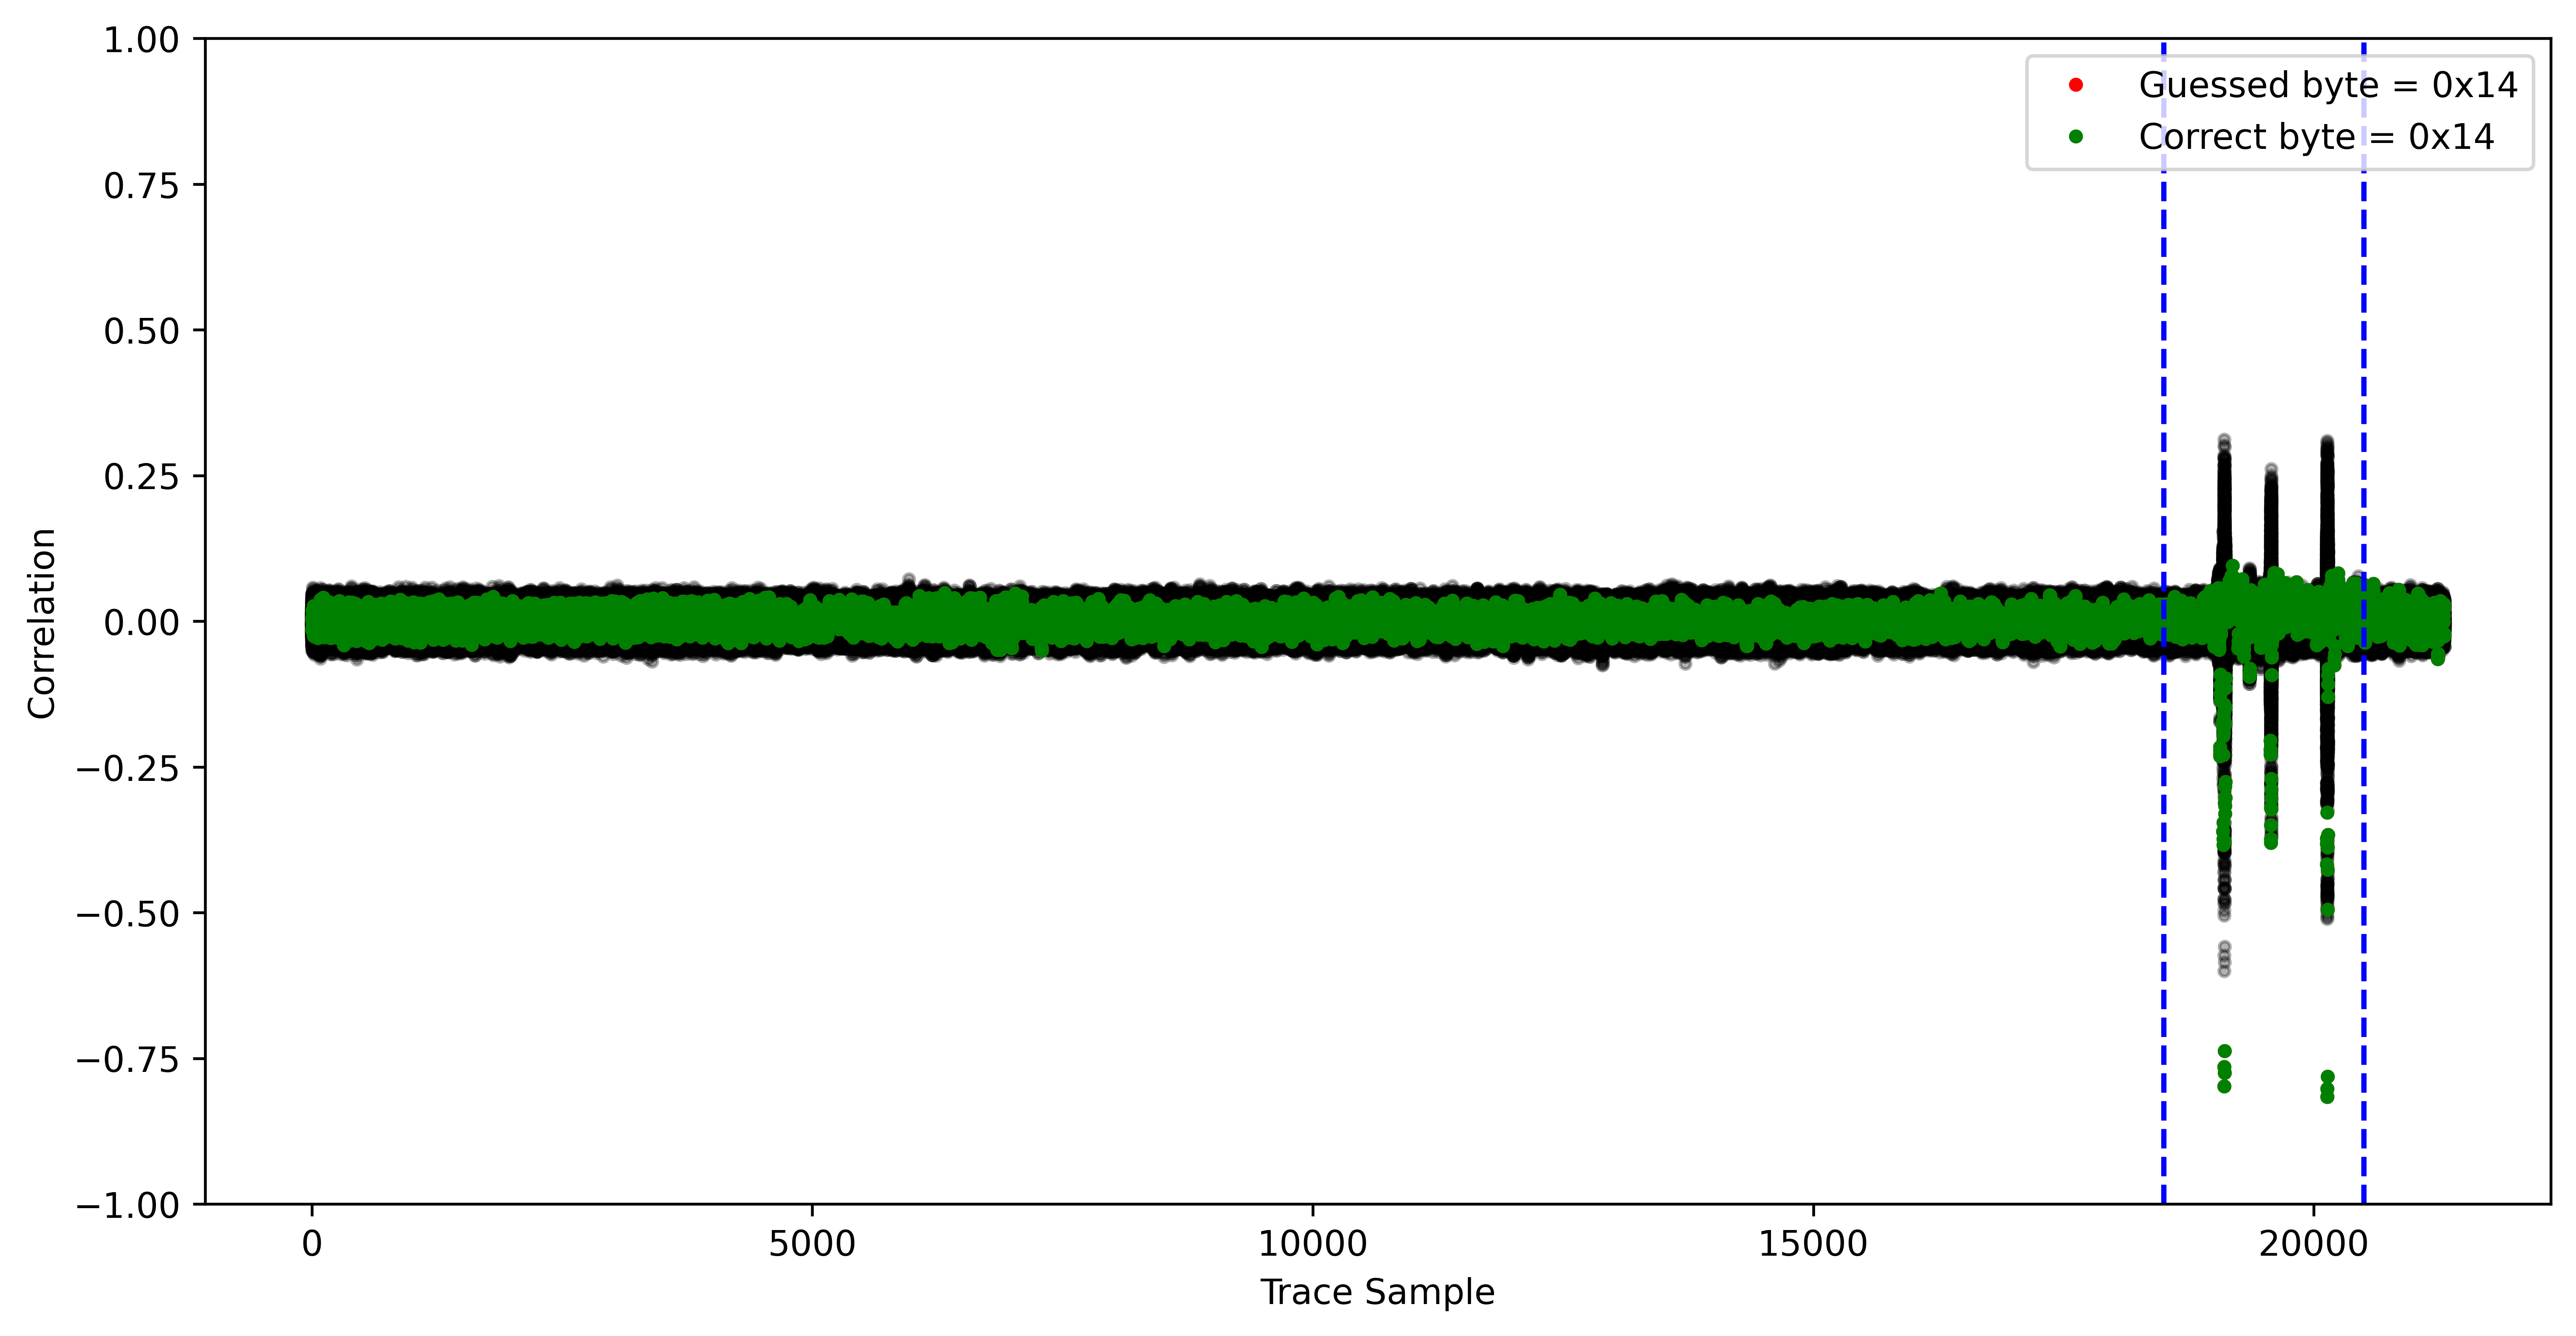 1.00
0.75
0.50
0.25
0.00
−0.25
−0.50
−0.75
−1.00
Correlation
Guessed byte = 0x14
Correct byte = 0x14
0 5000 10000 15000 20000
Trace Sample